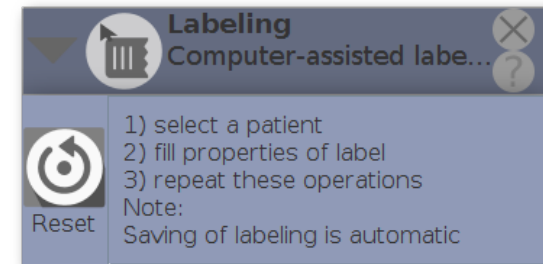 Labeling
Computer-assisted labe...
?
Reset
1) select a patient
2) fill properties of label
3) repeat these operations
Note:
Saving of labeling is automatic